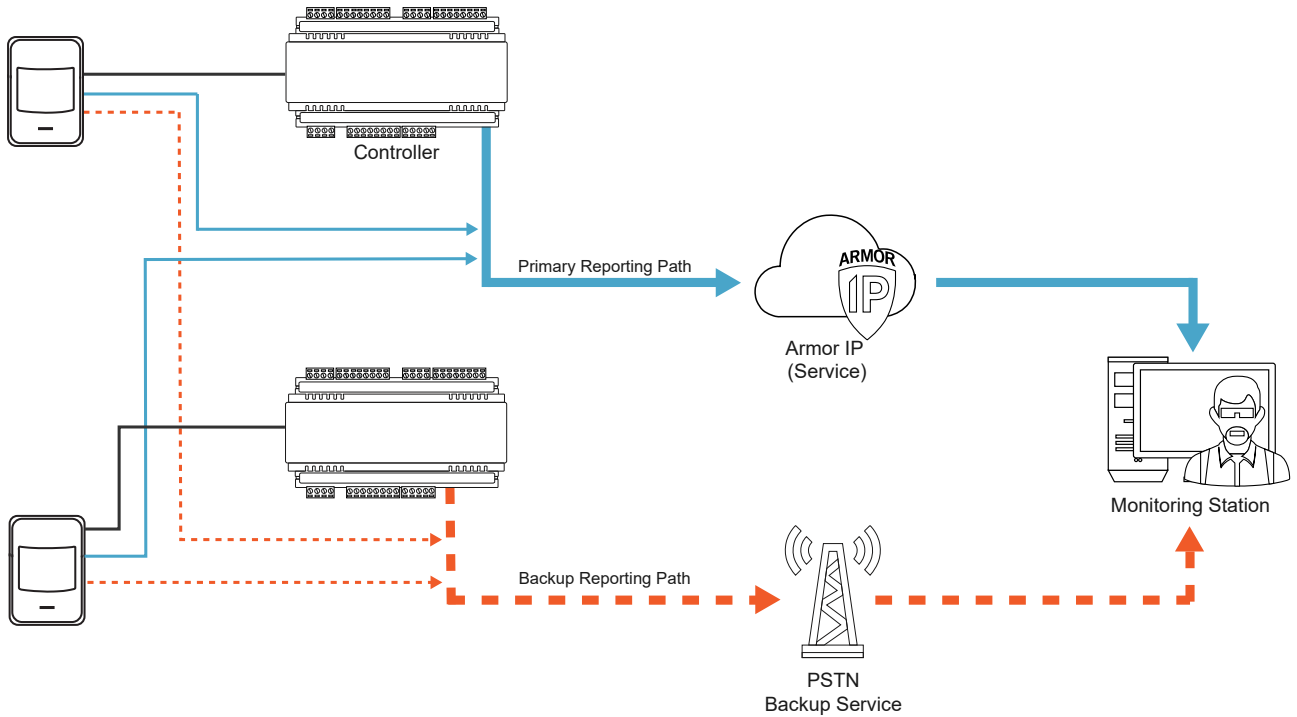 Controller
Primary Reporting Path
ARMOR
IP
Armor IP
(Service)
Monitoring Station
Backup Reporting Path
PSTN
Backup Service